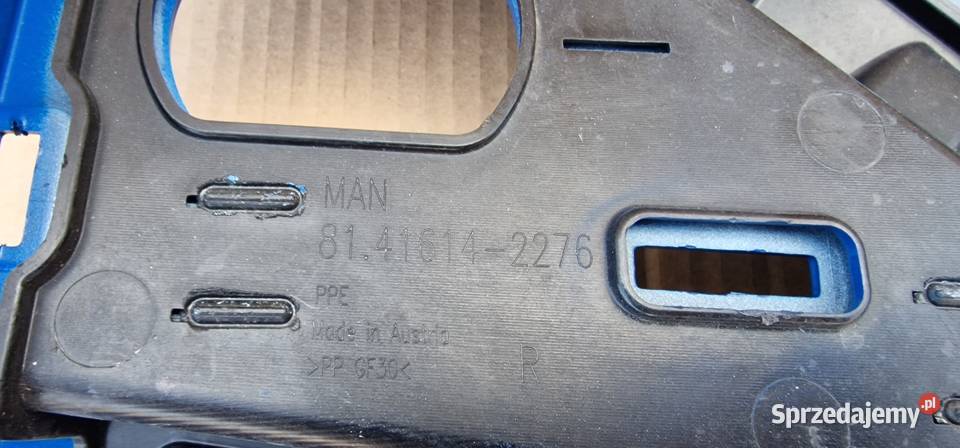 MAN
81.41614-2276
PPE
Made in Austria
>PP GF30<
R
Sprzedajemy.pl